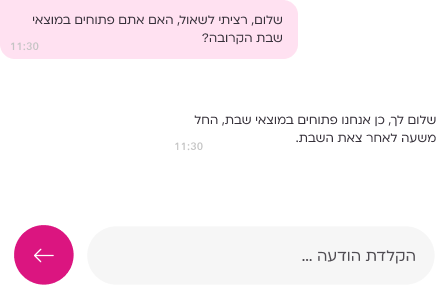 שלום, רציתי לשאול, האם אתם פתוחים במוצאי
שבת הקרובה?
11:30
שלום לך, כן אנחנו פתוחים במוצאי שבת, החל
משעה לאחר צאת השבת.
11:30
הקלדת הודעה ...